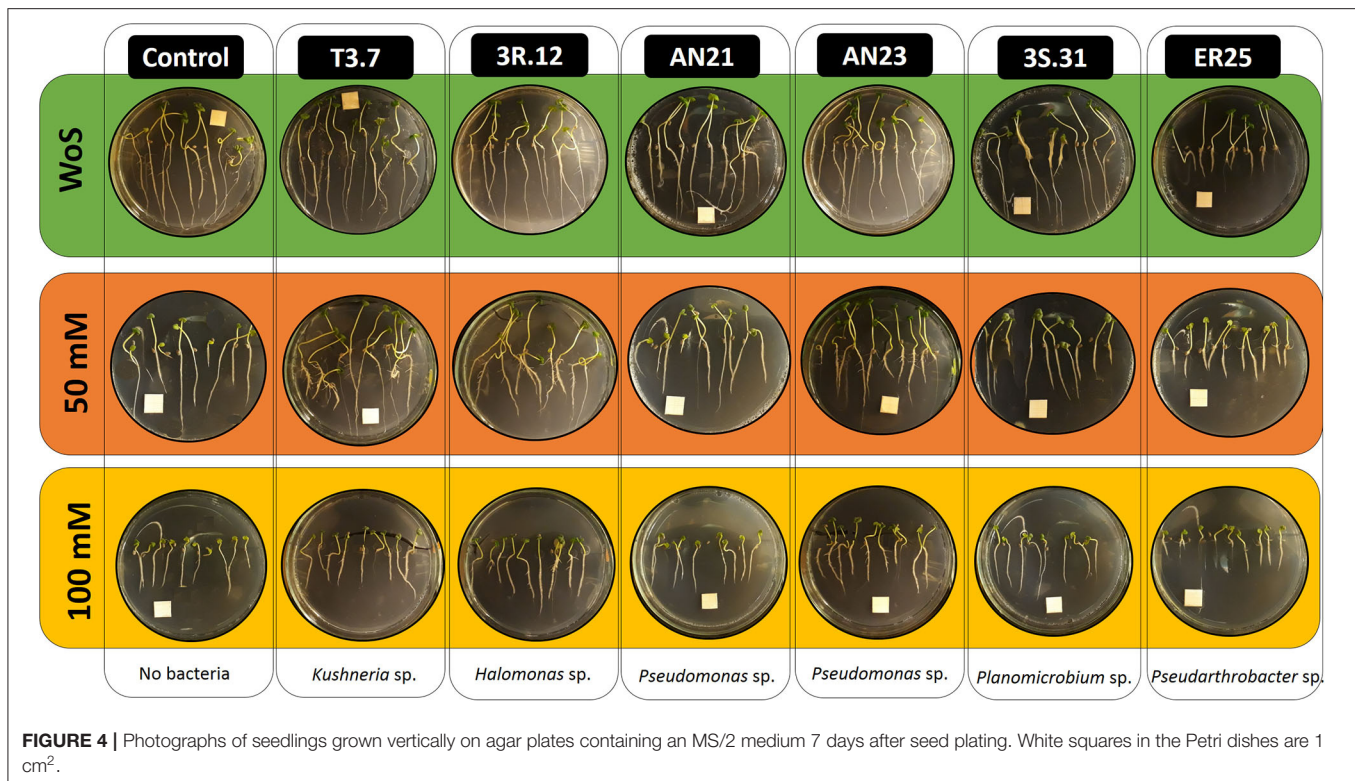 Control T3.7 3R.12 AN21 AN23 3S.31 ER25
WoS
50 mM
100 mM
No bacteria Kushneria sp. Halomonas sp. Pseudomonas sp. Pseudomonas sp. Planomicrobium sp. Pseudarthrobacter sp.
FIGURE 4 | Photographs of seedlings grown vertically on agar plates containing an MS/2 medium 7 days after seed plating. White squares in the Petri dishes are 1
cm².